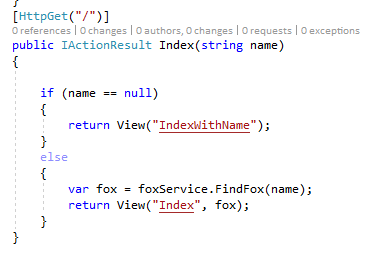 }
[HttpGet("/")]
0 references | 0 changes | 0 authors, 0 changes | 0 requests | 0 exceptions
public IActionResult Index(string name)
{
if (name == null)
{
return View("IndexWithName");
}
else
{
var fox = foxService.FindFox(name);
return View("Index", fox);
}
}